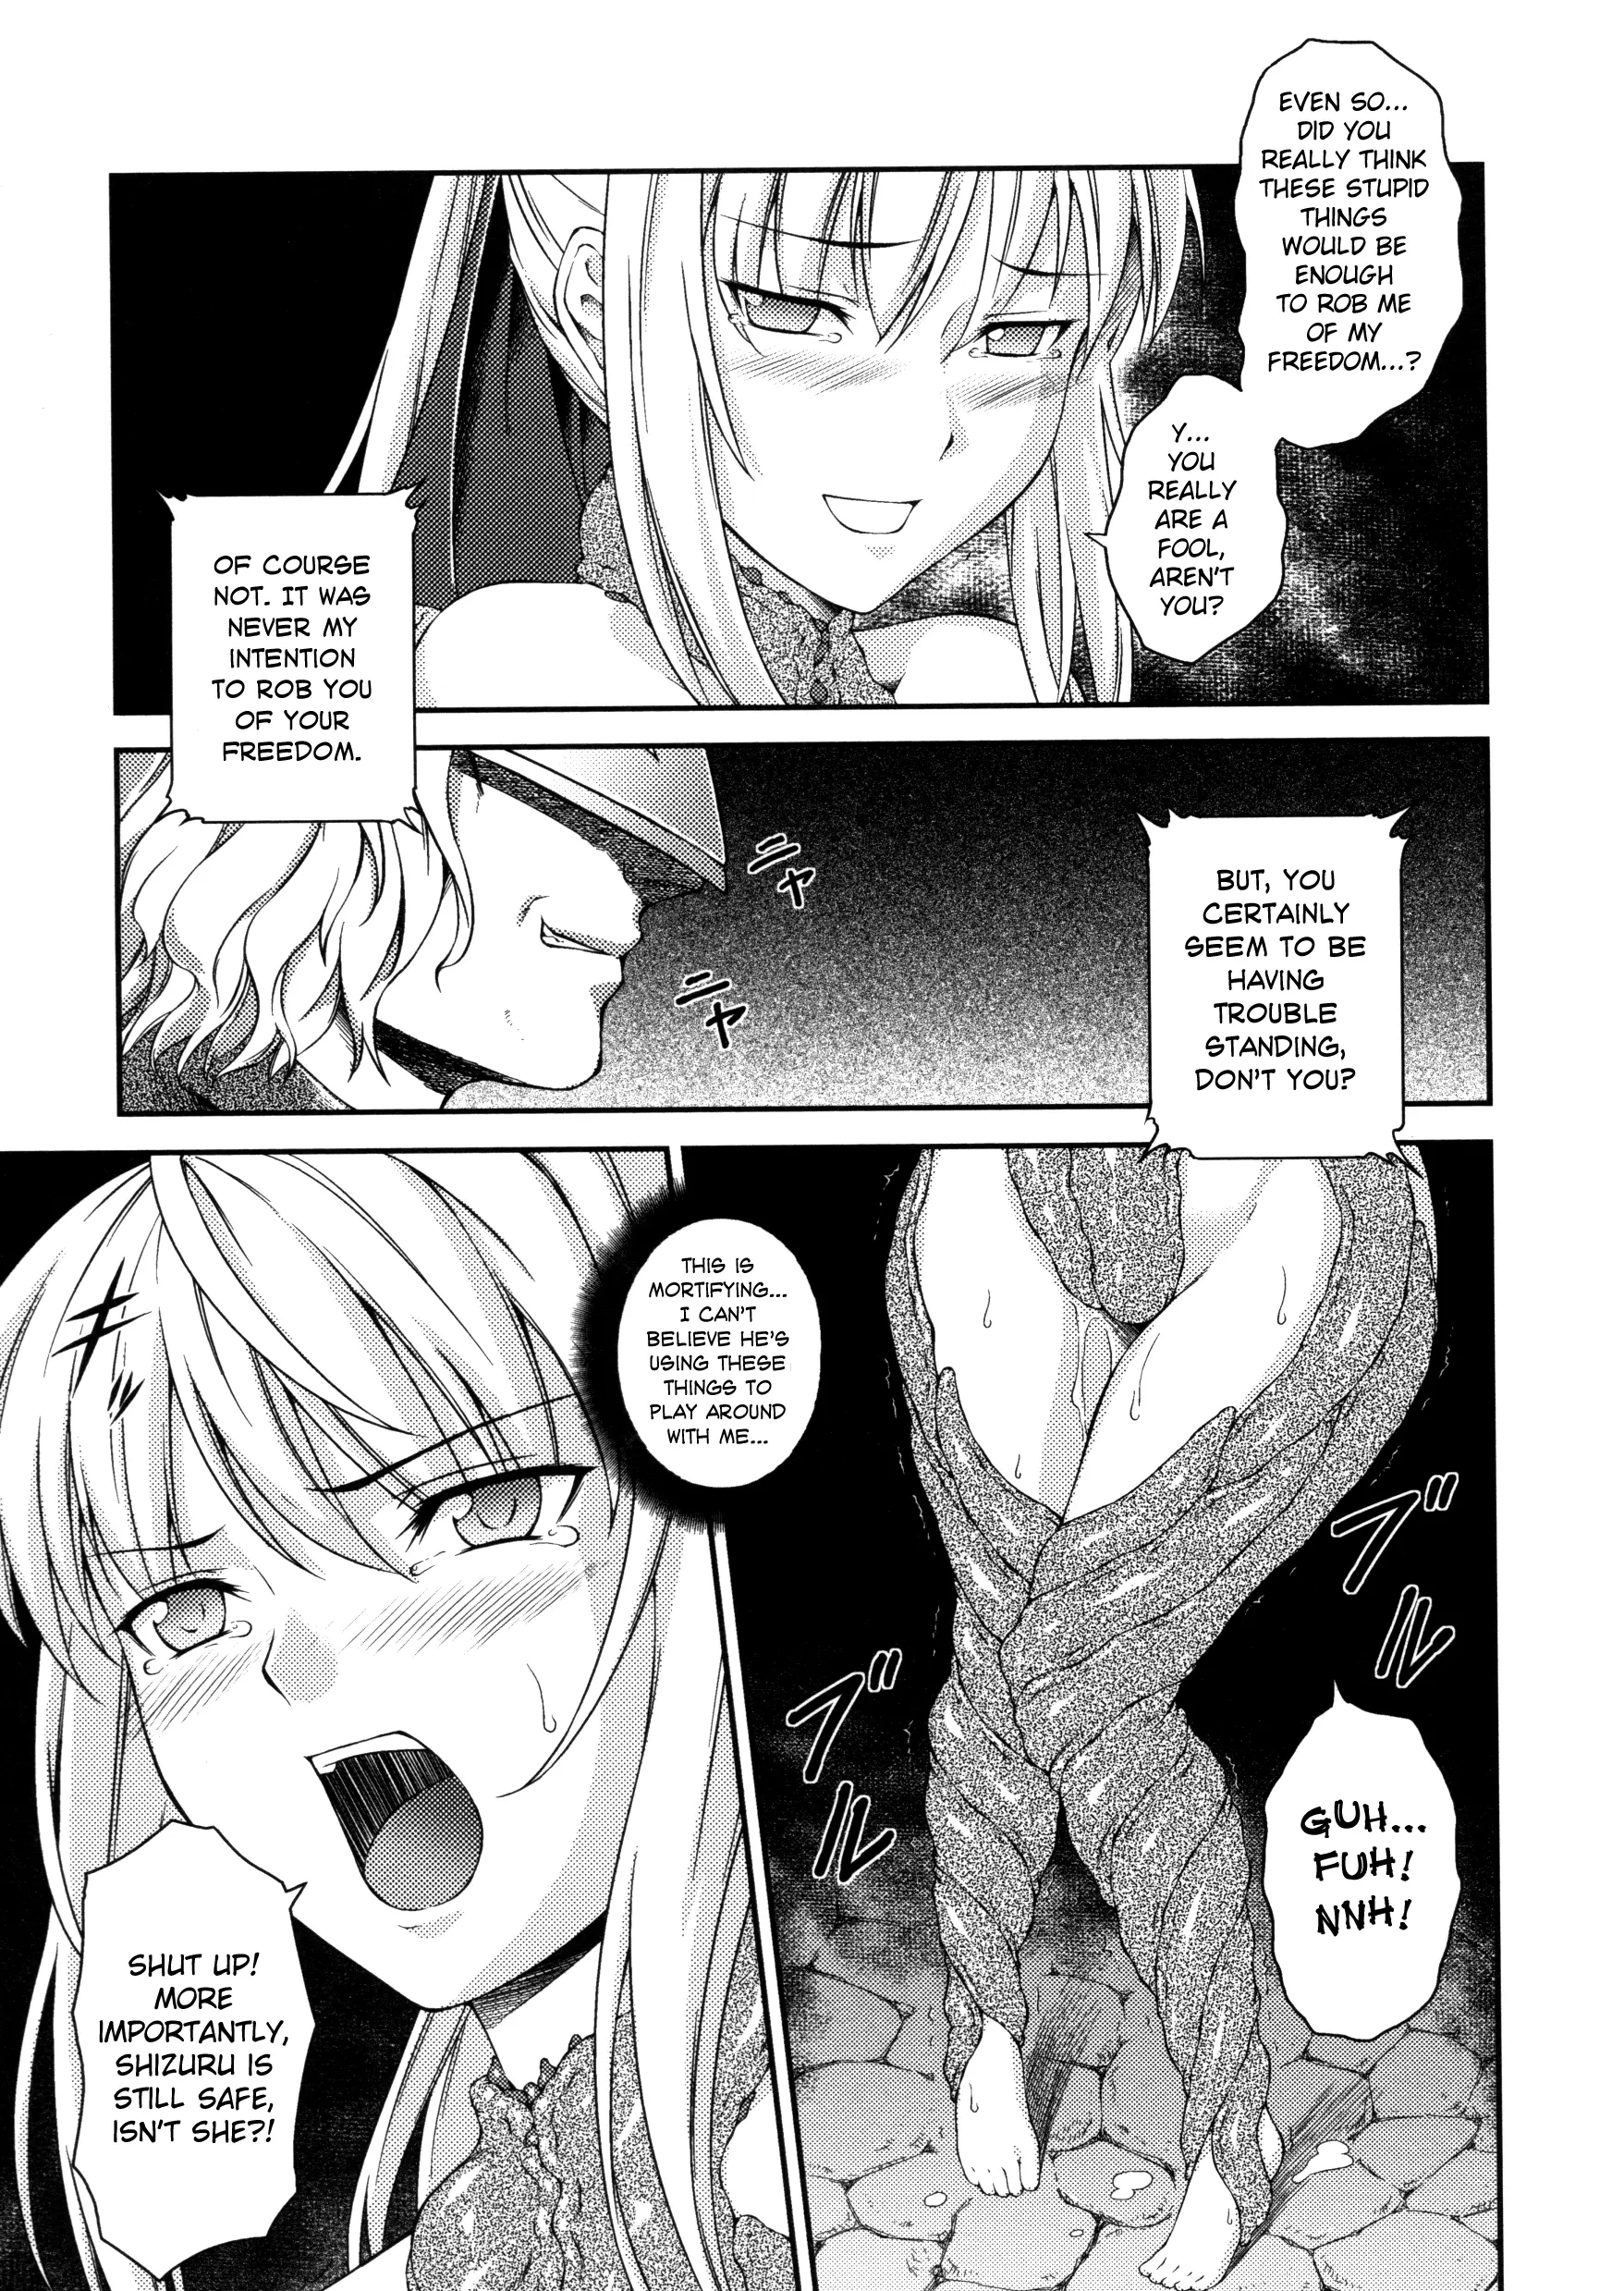 EVEN SO...
DID YOU
REALLY THINK
THESE STUPID
THINGS
WOULD BE
ENOUGH
TO ROB ME
OF MY
FREEDOM...?
Y...
YOU
REALLY
ARE A
FOOL,
AREN'T
YOU?
OF COURSE
NOT. IT WAS
NEVER MY
INTENTION
TO ROB YOU
OF YOUR
FREEDOM.
BUT, YOU
CERTAINLY
SEEM TO BE
HAVING
TROUBLE
STANDING,
DON'T YOU?
ニヤ
ニヤ
ブル
ブル
GUH...
FUH!
NNH!
THIS IS
MORTIFYING...
I CAN'T
BELIEVE HE'S
USING THESE
THINGS TO
PLAY AROUND
WITH ME...
SHUT UP!
MORE
IMPORTANTLY,
SHIZURU IS
STILL SAFE,
ISN'T SHE?!